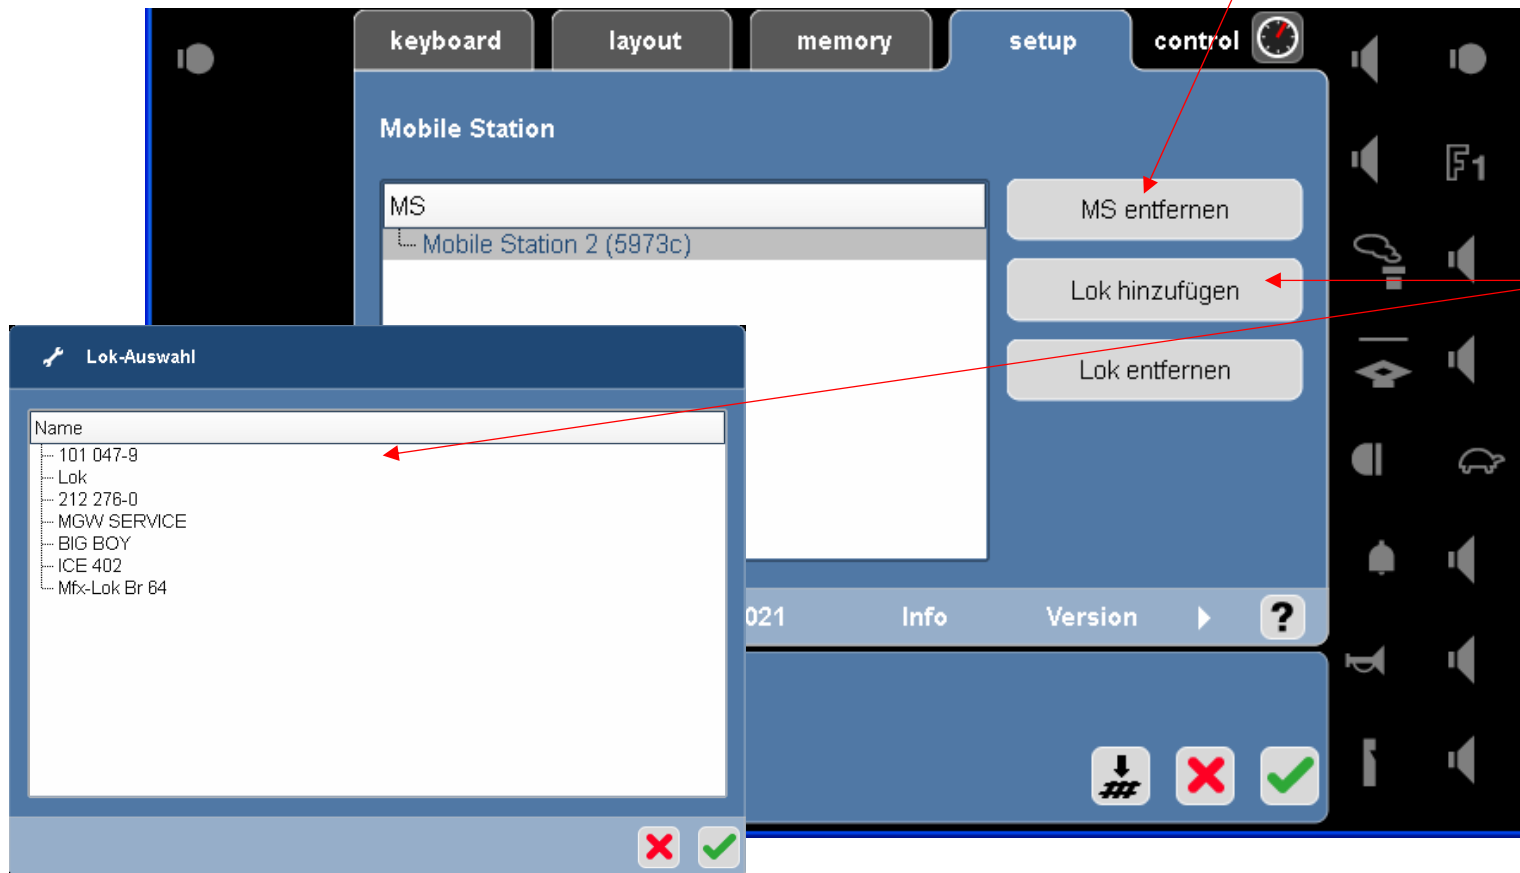 keyboard
layout
memory
setup
control
Mobile Station
MS
Mobile Station 2 (5973c)
MS entfernen
Lok hinzufügen
Lok entfernen
F1
Lok-Auswahl
Name
101 047-9
Lok
212 276-0
MGW SERVICE
BIG BOY
ICE 402
Mfx-Lok Br 64
021
Info
Version
?